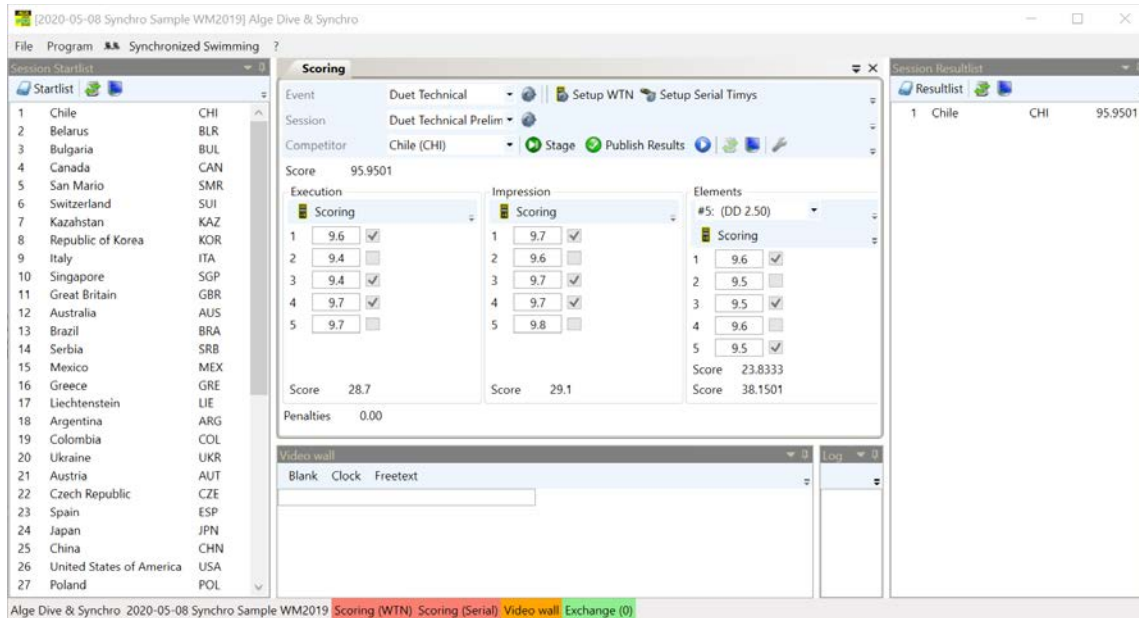 [2020-05-08 Synchro Sample WM2019] Alge Dive & Synchro
File Program Synchronized Swimming ?
Session Startlist
Startlist
1 Chile CHI
2 Belarus BLR
3 Bulgaria BUL
4 Canada CAN
5 San Mario SMR
6 Switzerland SUI
7 Kazahstan KAZ
8 Republic of Korea KOR
9 Italy ITA
10 Singapore SGP
11 Great Britain GBR
12 Australia AUS
13 Brazil BRA
14 Serbia SRB
15 Mexico MEX
16 Greece GRE
17 Liechtenstein LIE
18 Argentina ARG
19 Colombia COL
20 Ukraine UKR
21 Austria AUT
22 Czech Republic CZE
23 Spain ESP
24 Japan JPN
25 China CHN
26 United States of America USA
27 Poland POL
Scoring
Event Duet Technical Setup WTN Setup Serial Timys
Session Duet Technical Prelim
Competitor Chile (CHI) Stage Publish Results
Score 95.9501
Execution
Scoring
1 9.6
2 9.4
3 9.4
4 9.7
5 9.7
Score 28.7
Impression
Scoring
1 9.7
2 9.6
3 9.7
4 9.7
5 9.8
Score 29.1
Elements
#5: (DD 2.50)
Scoring
1 9.6
2 9.5
3 9.5
4 9.6
5 9.5
Score 23.8333
Score 38.1501
Penalties 0.00
Video wall
Blank Clock Freetext
Log
Session Resultlist
Resultlist
1 Chile CHI 95.9501
Alge Dive & Synchro 2020-05-08 Synchro Sample WM2019 Scoring (WTN) Scoring (Serial) Video wall Exchange (0)